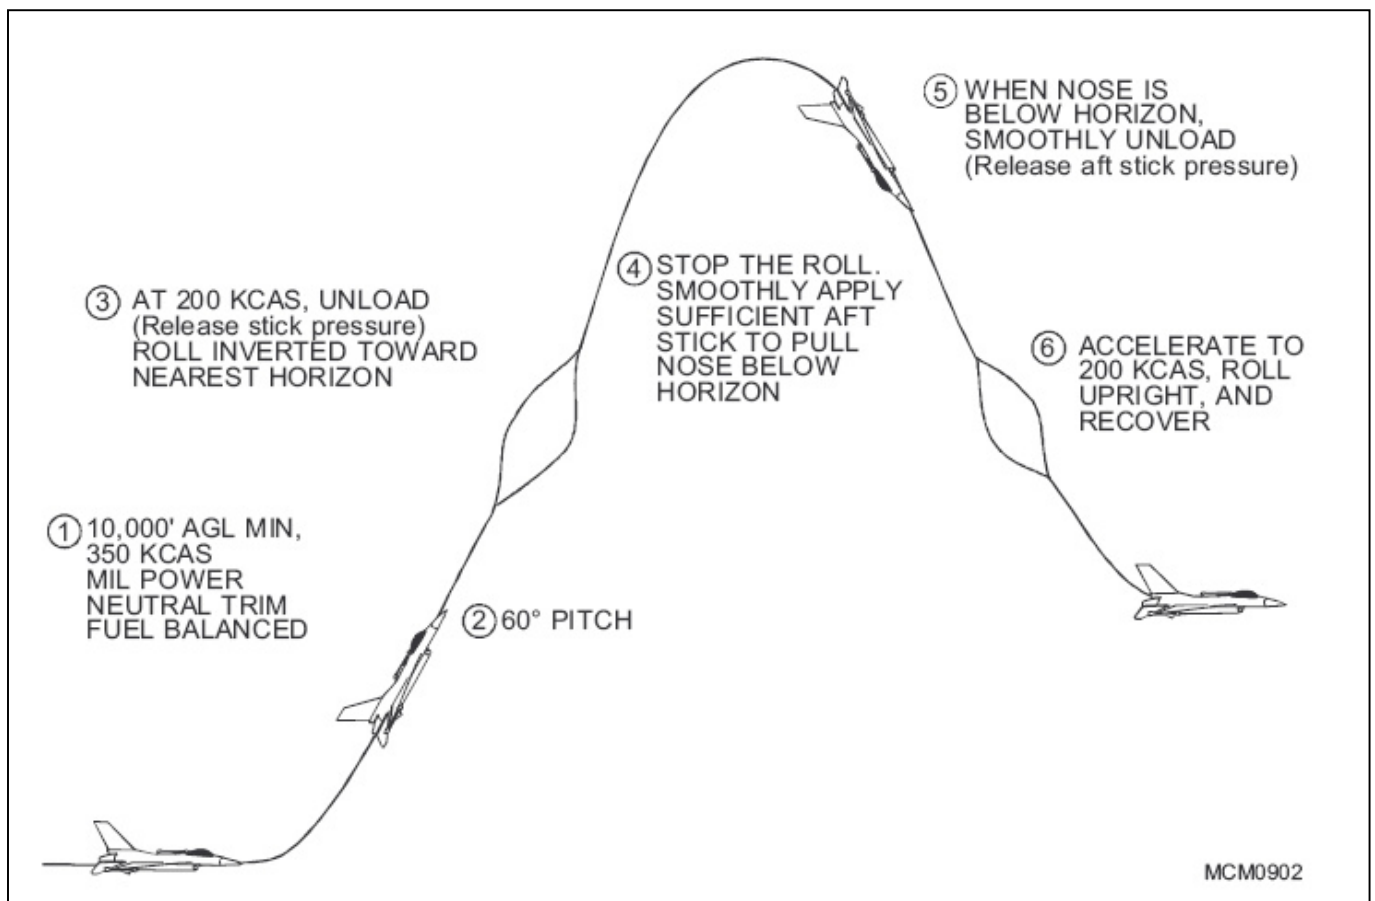 ① 10,000' AGL MIN,
350 KCAS
MIL POWER
NEUTRAL TRIM
FUEL BALANCED
② 60° PITCH
③ AT 200 KCAS, UNLOAD
(Release stick pressure)
ROLL INVERTED TOWARD
NEAREST HORIZON
④ STOP THE ROLL.
SMOOTHLY APPLY
SUFFICIENT AFT
STICK TO PULL
NOSE BELOW
HORIZON
⑤ WHEN NOSE IS
BELOW HORIZON,
SMOOTHLY UNLOAD
(Release aft stick pressure)
⑥ ACCELERATE TO
200 KCAS, ROLL
UPRIGHT, AND
RECOVER
MCM0902